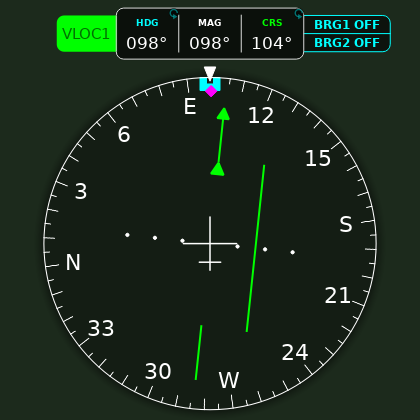 VLOC1
HDG MAG CRS
098° 098° 104°
BRG1 OFF
BRG2 OFF
E
12
6
15
3
S
N
21
33
24
30
W